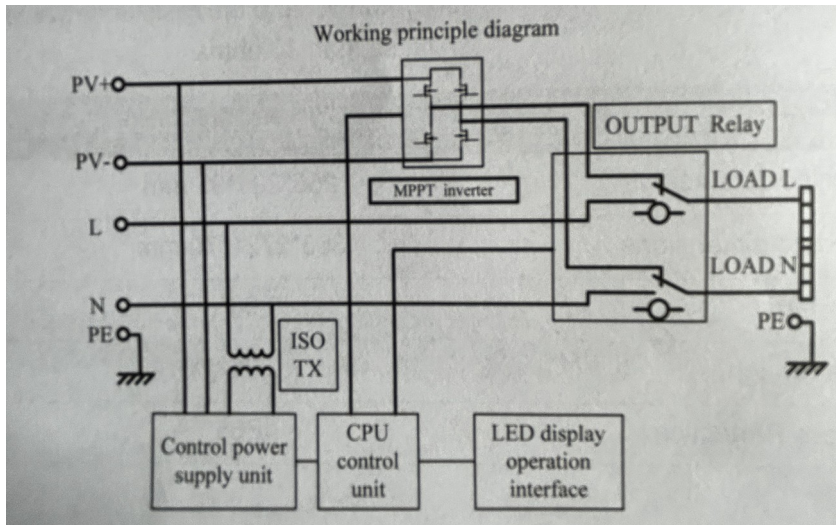 Working principle diagram
PV+
OUTPUT Relay
PV-
MPPT inverter
LOAD L
L
LOAD N
N
PE
ISO
TX
PE
Control power
supply unit
CPU
control
unit
LED display
operation
interface